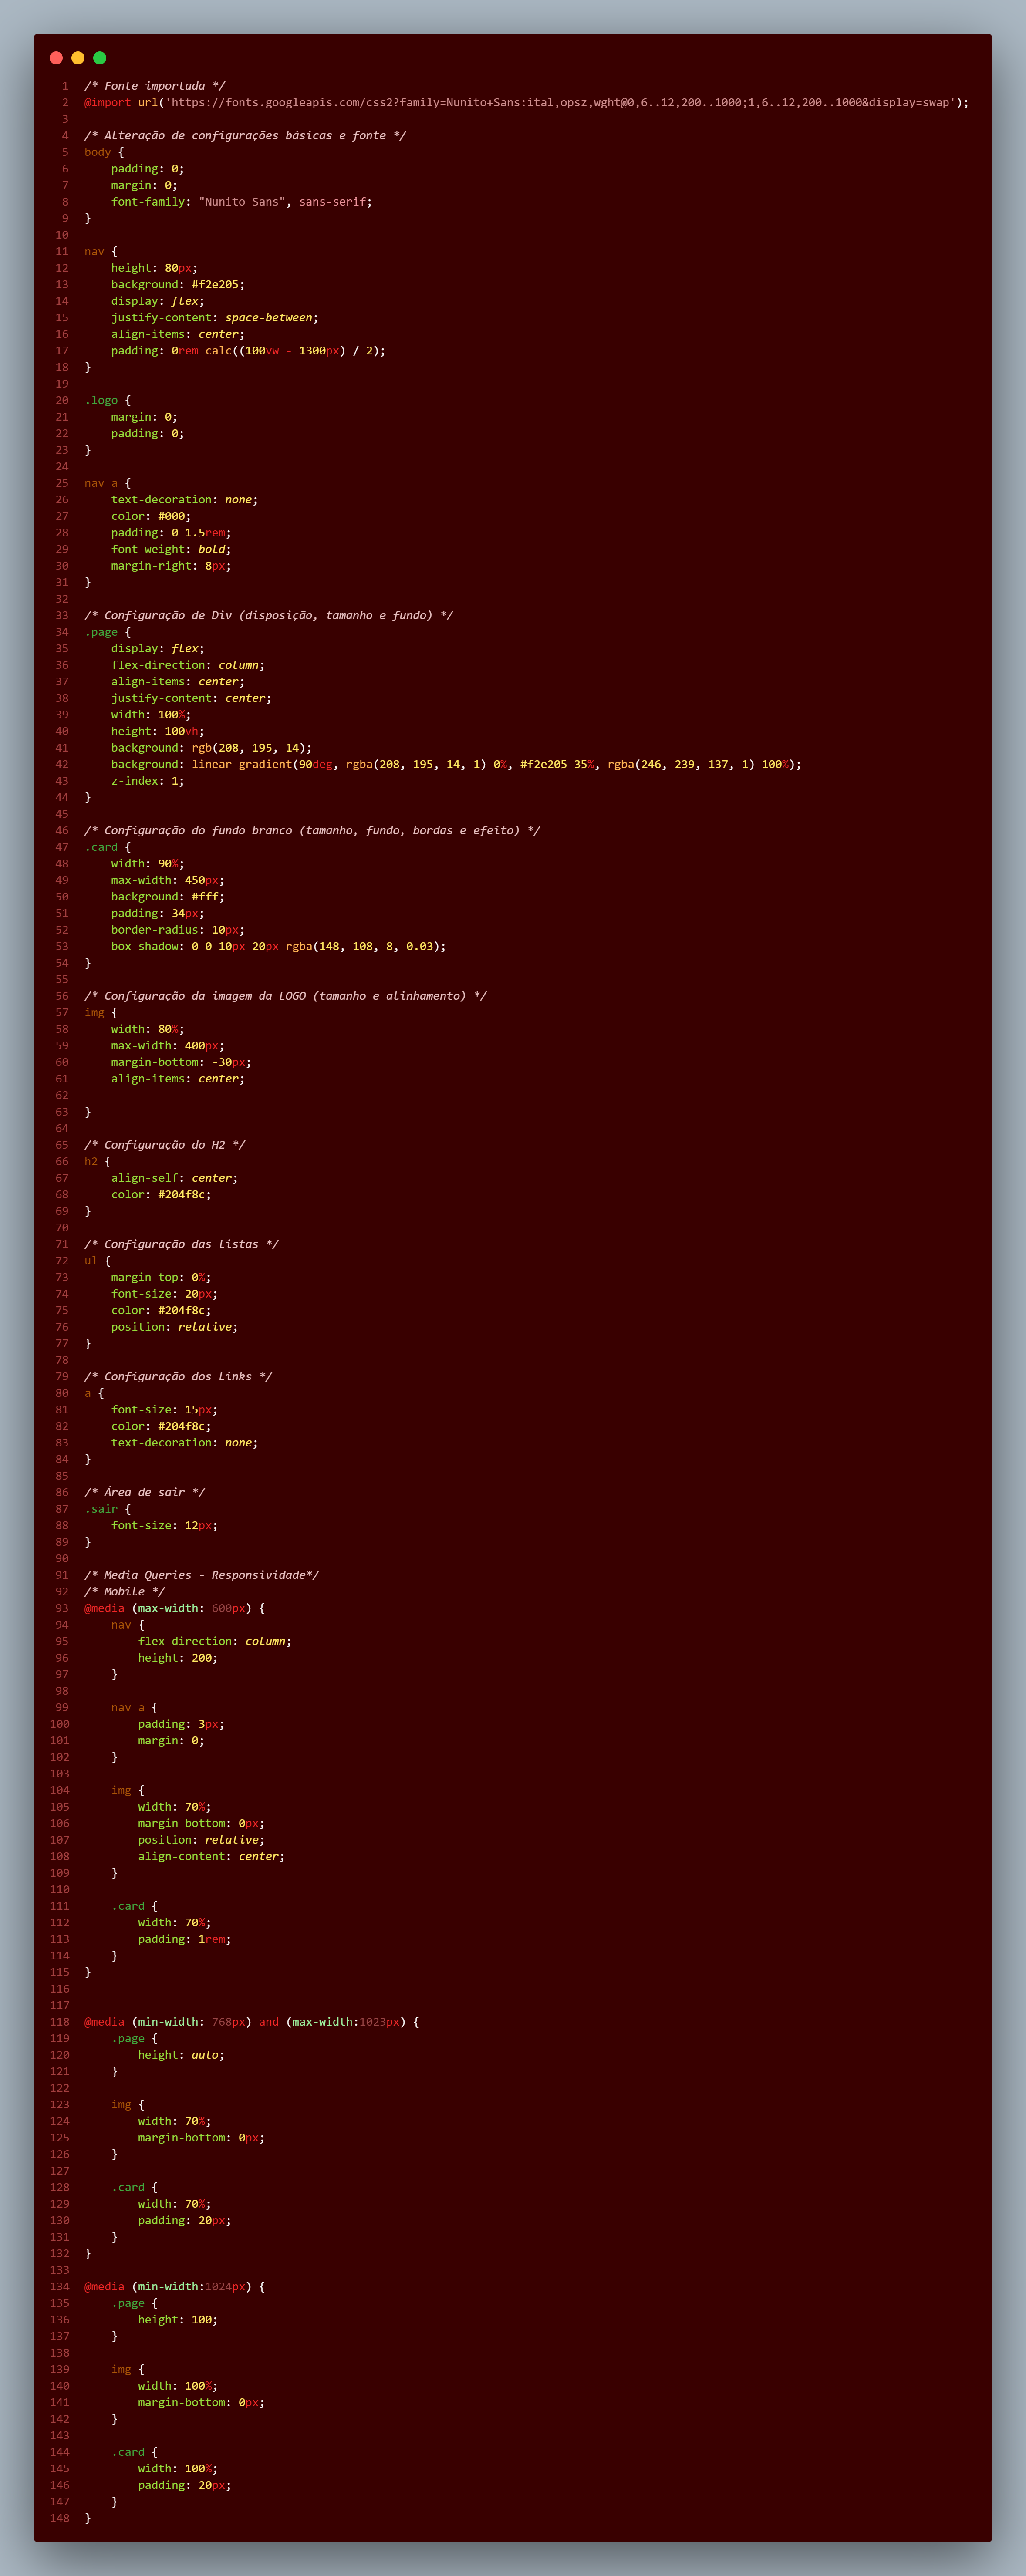 1 /* Fonte importada */
2 @import url('https://fonts.googleapis.com/css2?family=Nunito+Sans:ital,opsz,wght@0,6..12,200..1000;1,6..12,200..1000&display=swap');
3
4 /* Alteração de configurações básicas e fonte */
5 body {
6     padding: 0;
7     margin: 0;
8     font-family: "Nunito Sans", sans-serif;
9 }
10
11 nav {
12     height: 80px;
13     background: #f2e205;
14     display: flex;
15     justify-content: space-between;
16     align-items: center;
17     padding: 0rem calc((100vw - 1300px) / 2);
18 }
19
20 .logo {
21     margin: 0;
22     padding: 0;
23 }
24
25 nav a {
26     text-decoration: none;
27     color: #000;
28     padding: 0 1.5rem;
29     font-weight: bold;
30     margin-right: 8px;
31 }
32
33 /* Configuração de Div (disposição, tamanho e fundo) */
34 .page {
35     display: flex;
36     flex-direction: column;
37     align-items: center;
38     justify-content: center;
39     width: 100%;
40     height: 100vh;
41     background: rgb(208, 195, 14);
42     background: linear-gradient(90deg, rgba(208, 195, 14, 1) 0%, #f2e205 35%, rgba(246, 239, 137, 1) 100%);
43     z-index: 1;
44 }
45
46 /* Configuração do fundo branco (tamanho, fundo, bordas e efeito) */
47 .card {
48     width: 90%;
49     max-width: 450px;
50     background: #fff;
51     padding: 34px;
52     border-radius: 10px;
53     box-shadow: 0 0 10px 20px rgba(148, 108, 8, 0.03);
54 }
55
56 /* Configuração da imagem da LOGO (tamanho e alinhamento) */
57 img {
58     width: 80%;
59     max-width: 400px;
60     margin-bottom: -30px;
61     align-items: center;
62
63 }
64
65 /* Configuração do H2 */
66 h2 {
67     align-self: center;
68     color: #204f8c;
69 }
70
71 /* Configuração das listas */
72 ul {
73     margin-top: 0%;
74     font-size: 20px;
75     color: #204f8c;
76     position: relative;
77 }
78
79 /* Configuração dos Links */
80 a {
81     font-size: 15px;
82     color: #204f8c;
83     text-decoration: none;
84 }
85
86 /* Área de sair */
87 .sair {
88     font-size: 12px;
89 }
90
91 /* Media Queries - Responsividade*/
92 /* Mobile */
93 @media (max-width: 600px) {
94     nav {
95         flex-direction: column;
96         height: 200;
97     }
98
99     nav a {
100         padding: 3px;
101         margin: 0;
102     }
103
104     img {
105         width: 70%;
106         margin-bottom: 0px;
107         position: relative;
108         align-content: center;
109     }
110
111     .card {
112         width: 70%;
113         padding: 1rem;
114     }
115 }
116
117
118 @media (min-width: 768px) and (max-width:1023px) {
119     .page {
120         height: auto;
121     }
122
123     img {
124         width: 70%;
125         margin-bottom: 0px;
126     }
127
128     .card {
129         width: 70%;
130         padding: 20px;
131     }
132 }
133
134 @media (min-width:1024px) {
135     .page {
136         height: 100;
137     }
138
139     img {
140         width: 100%;
141         margin-bottom: 0px;
142     }
143
144     .card {
145         width: 100%;
146         padding: 20px;
147     }
148 }